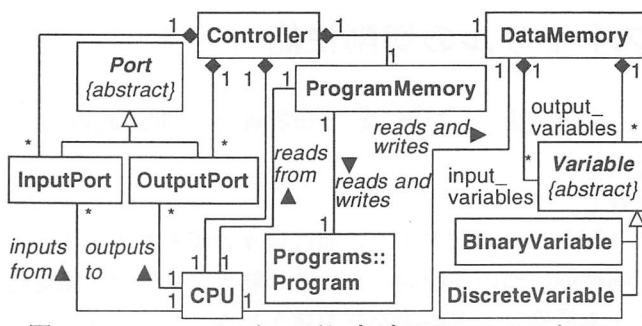 1 Controller 1 1 DataMemory
Port
{abstract}
1 1 1 1 ProgramMemory 1 1 1
output_
variables
* * 1 reads and
writes
*
InputPort OutputPort
reads
from
reads and
writes
input_
variables
*
Variable
{abstract}
* *
inputs
from
outputs
to
1 1 1
Programs::
Program
BinaryVariable
1 1 CPU 1
DiscreteVariable